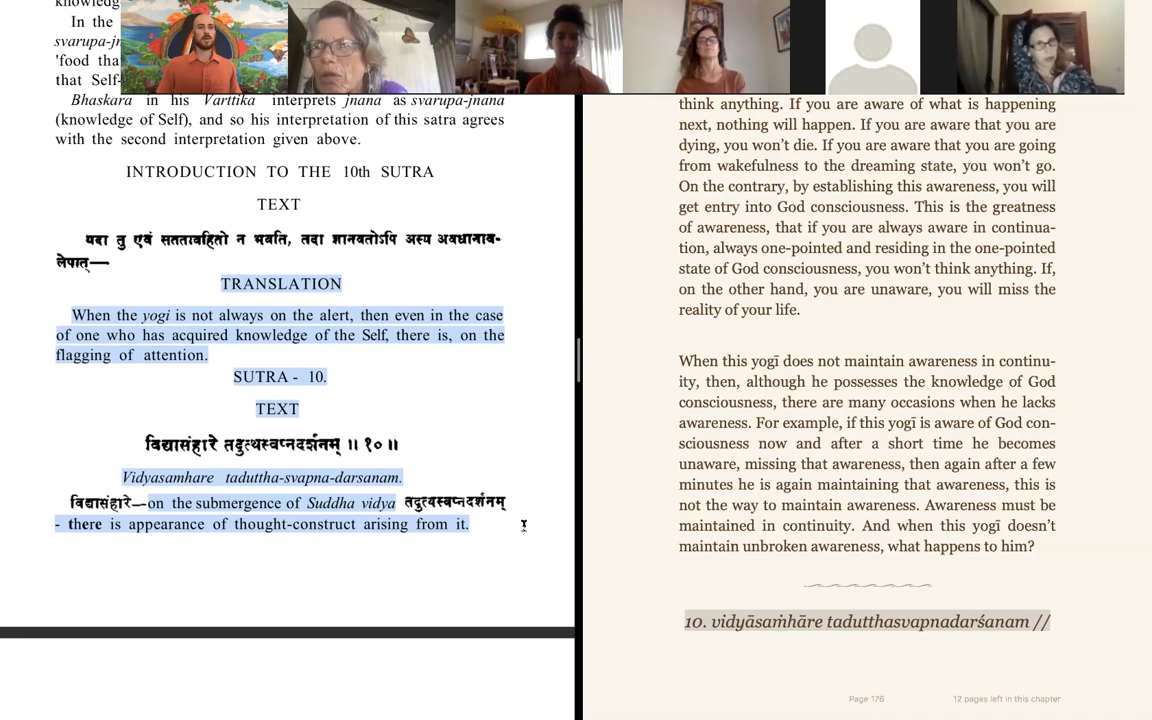 knowledg
In the
svarupa-jr
'food tha
that Self-
Bhaskara in his Varttika interprets jnana as svarupa-jnana
(knowledge of Self), and so his interpretation of this satra agrees
with the second interpretation given above.
INTRODUCTION TO THE 10th SUTRA
TEXT
यदा तु एवं सततावहितो न भवति, तदा ज्ञानवतोऽपि अस्य अवधानाव-
लेपात्—
TRANSLATION
When the yogi is not always on the alert, then even in the case
of one who has acquired knowledge of the Self, there is, on the
flagging of attention.
SUTRA - 10.
TEXT
विद्यासंहारे तदुत्थस्वप्नदर्शनम् ॥ १० ॥
Vidyasamhare taduttha-svapna-darsanam.
विद्यासंहारे—on the submergence of Suddha vidya तदुत्थस्वप्नदर्शनम्
- there is appearance of thought-construct arising from it.
think anything. If you are aware of what is happening
next, nothing will happen. If you are aware that you are
dying, you won't die. If you are aware that you are going
from wakefulness to the dreaming state, you won't go.
On the contrary, by establishing this awareness, you will
get entry into God consciousness. This is the greatness
of awareness, that if you are always aware in continua-
tion, always one-pointed and residing in the one-pointed
state of God consciousness, you won't think anything. If,
on the other hand, you are unaware, you will miss the
reality of your life.
When this yogī does not maintain awareness in continu-
ity, then, although he possesses the knowledge of God
consciousness, there are many occasions when he lacks
awareness. For example, if this yogī is aware of God con-
sciousness now and after a short time he becomes
unaware, missing that awareness, then again after a few
minutes he is again maintaining that awareness, this is
not the way to maintain awareness. Awareness must be
maintained in continuity. And when this yogī doesn't
maintain unbroken awareness, what happens to him?
10. vidyāsaṁhāre tadutthasvapnadarśanam //
Page 176
12 pages left in this chapter